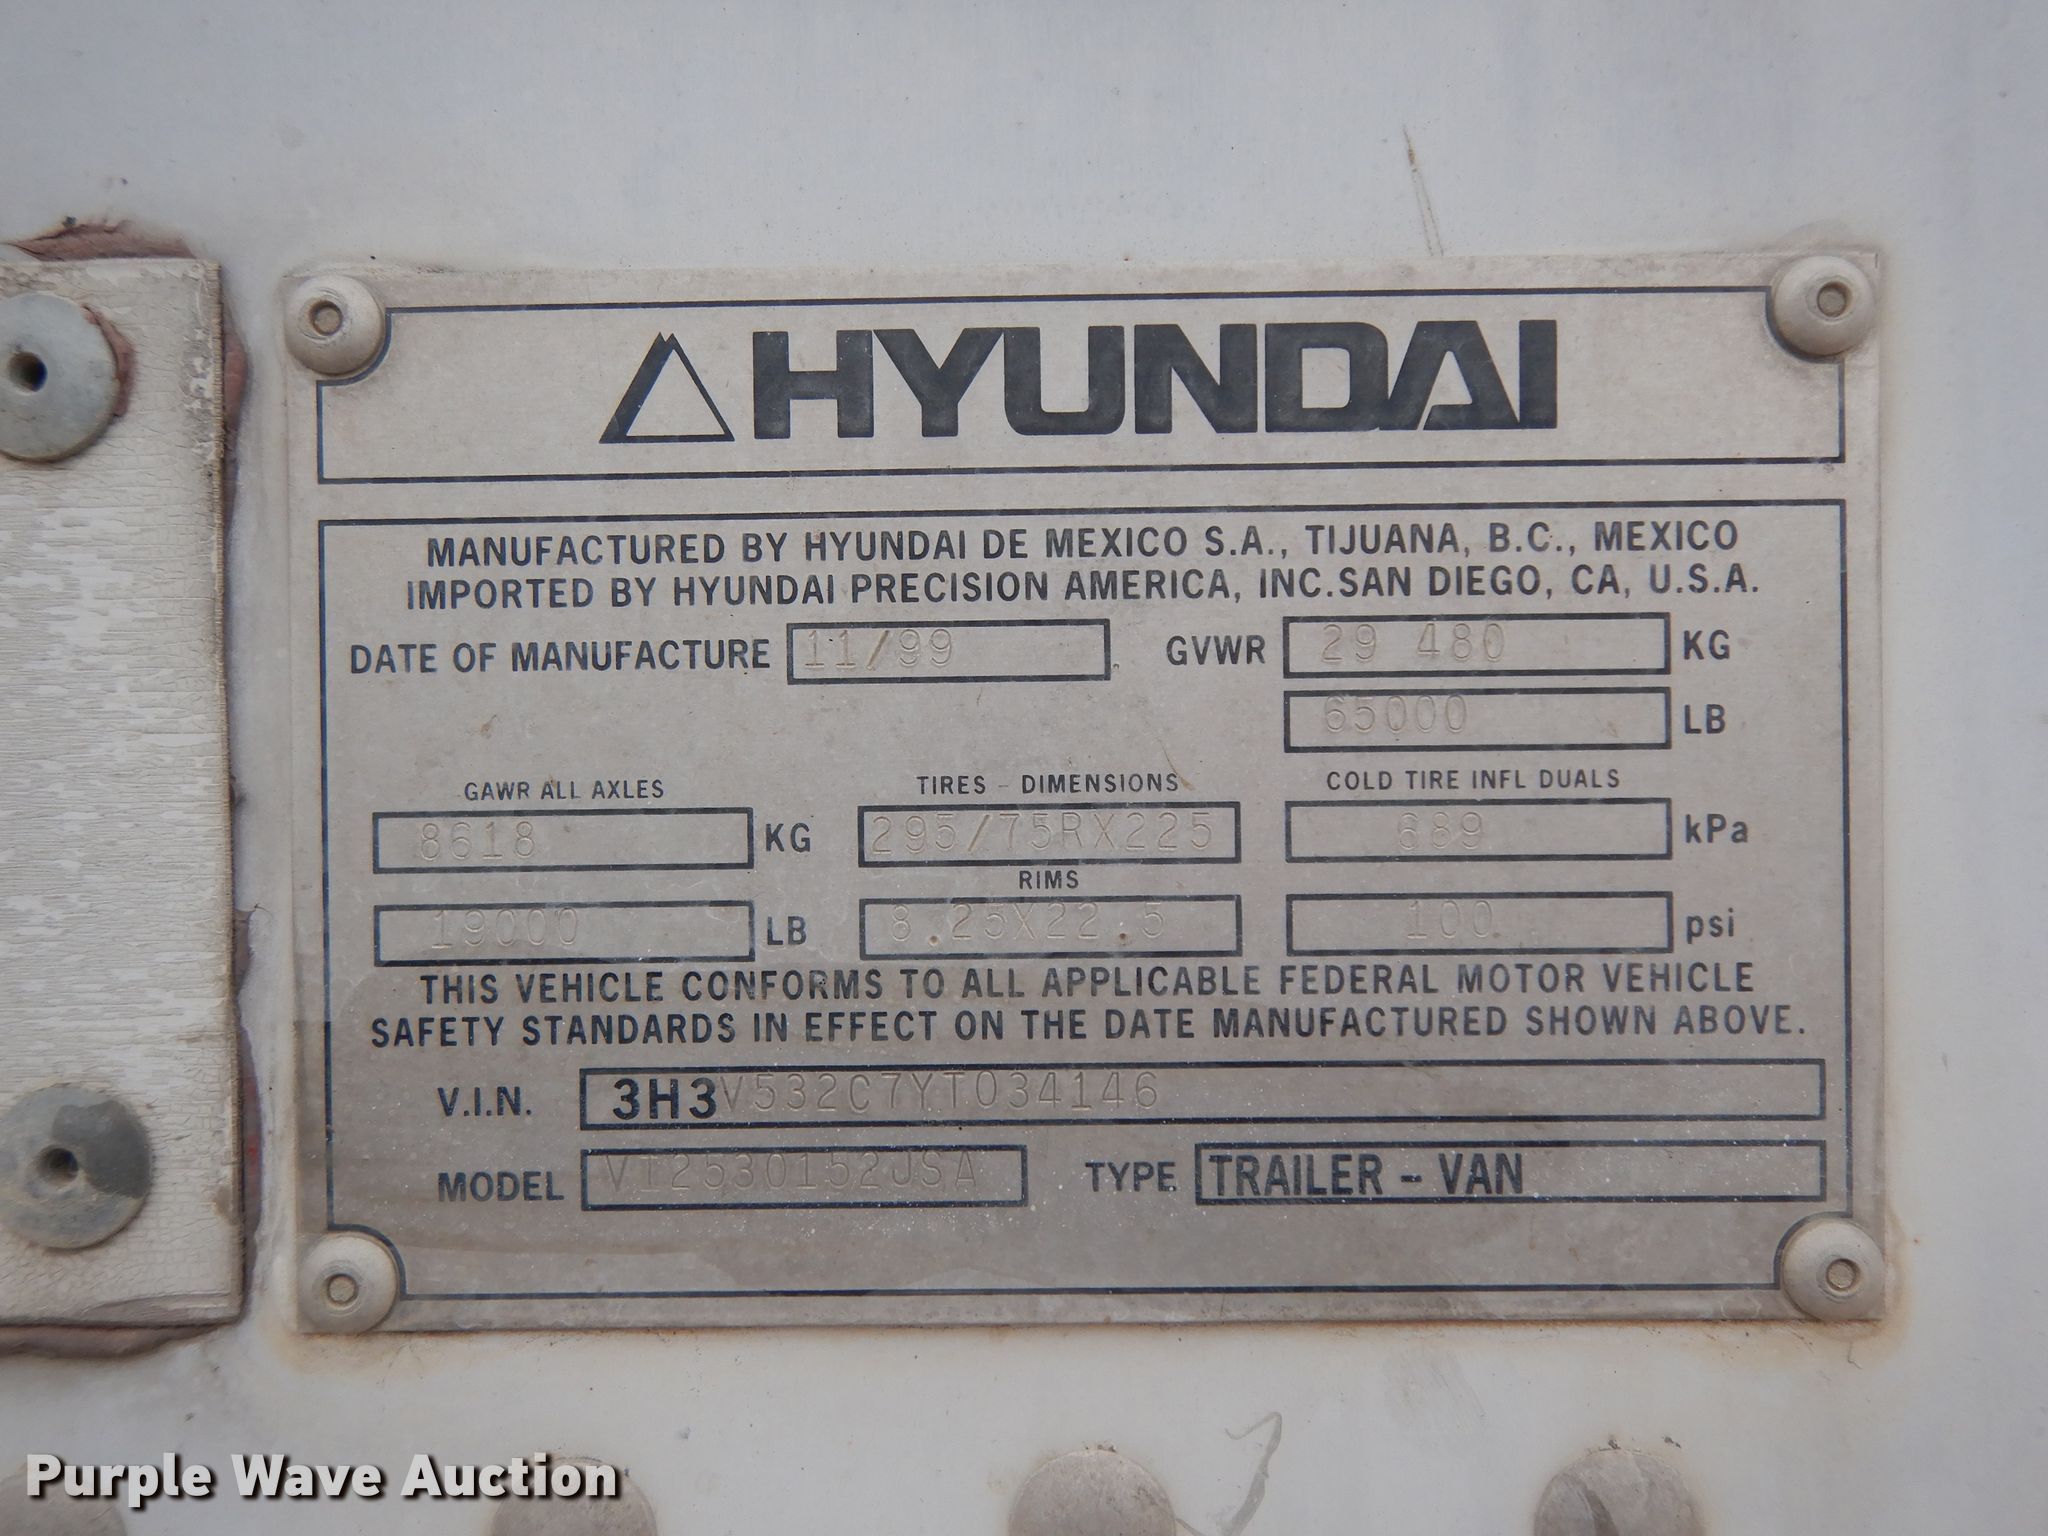 HYUNDAI
MANUFACTURED BY HYUNDAI DE MEXICO S.A., TIJUANA, B.C., MEXICO
IMPORTED BY HYUNDAI PRECISION AMERICA, INC.SAN DIEGO, CA, U.S.A.
DATE OF MANUFACTURE 11/99 GVWR 29 480 KG
65000 LB
GAWR ALL AXLES TIRES - DIMENSIONS COLD TIRE INFL DUALS
8618 KG 295/75RX225 689 kPa
RIMS
19000 LB 8.25X22.5 100 psi
THIS VEHICLE CONFORMS TO ALL APPLICABLE FEDERAL MOTOR VEHICLE
SAFETY STANDARDS IN EFFECT ON THE DATE MANUFACTURED SHOWN ABOVE.
V.I.N. 3H3V532C7YT034146
MODEL VI2530152JSA TYPE TRAILER - VAN
Purple Wave Auction